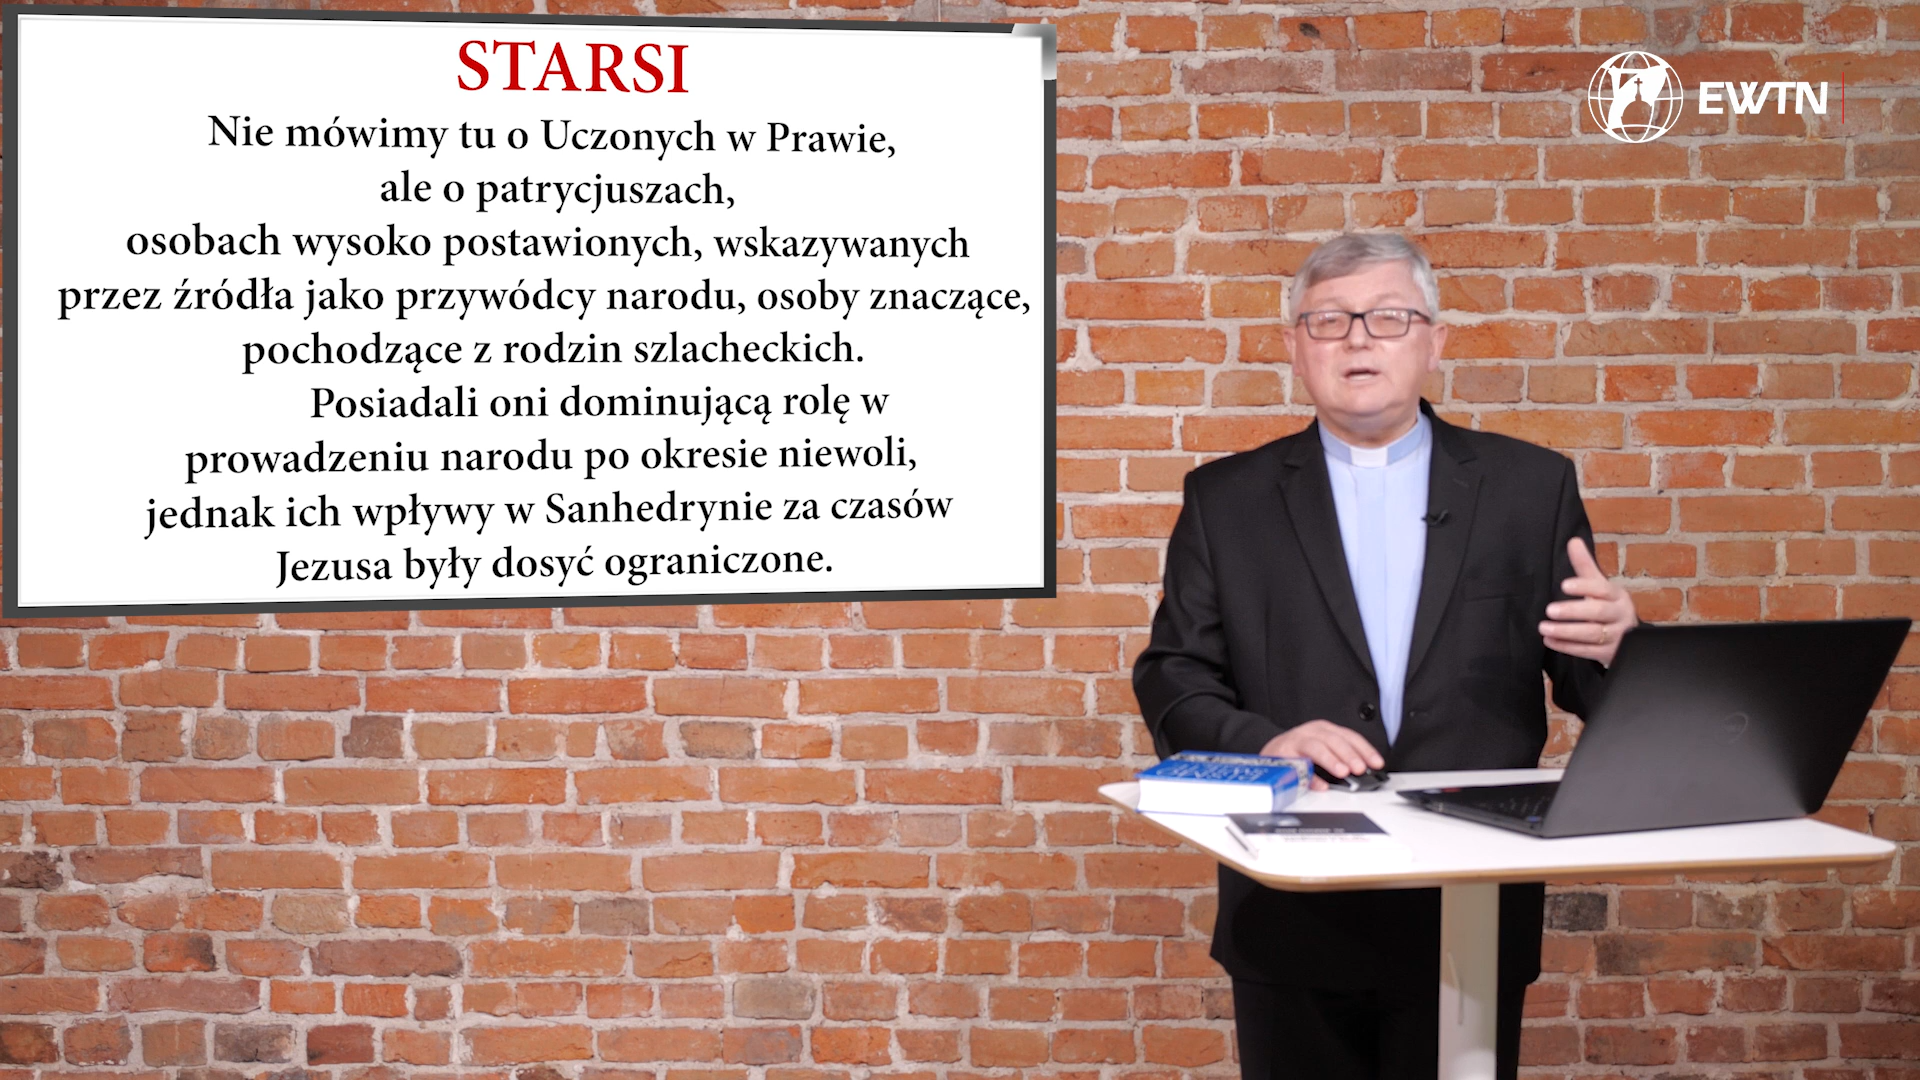 STARSI
Nie mówimy tu o Uczonych w Prawie,
ale o patrycjuszach,
osobach wysoko postawionych, wskazywanych
przez źródła jako przywódcy narodu, osoby znaczące,
pochodzące z rodzin szlacheckich.
Posiadali oni dominującą rolę w
prowadzeniu narodu po okresie niewoli,
jednak ich wpływy w Sanhedrynie za czasów
Jezusa były dosyć ograniczone.
EWTN